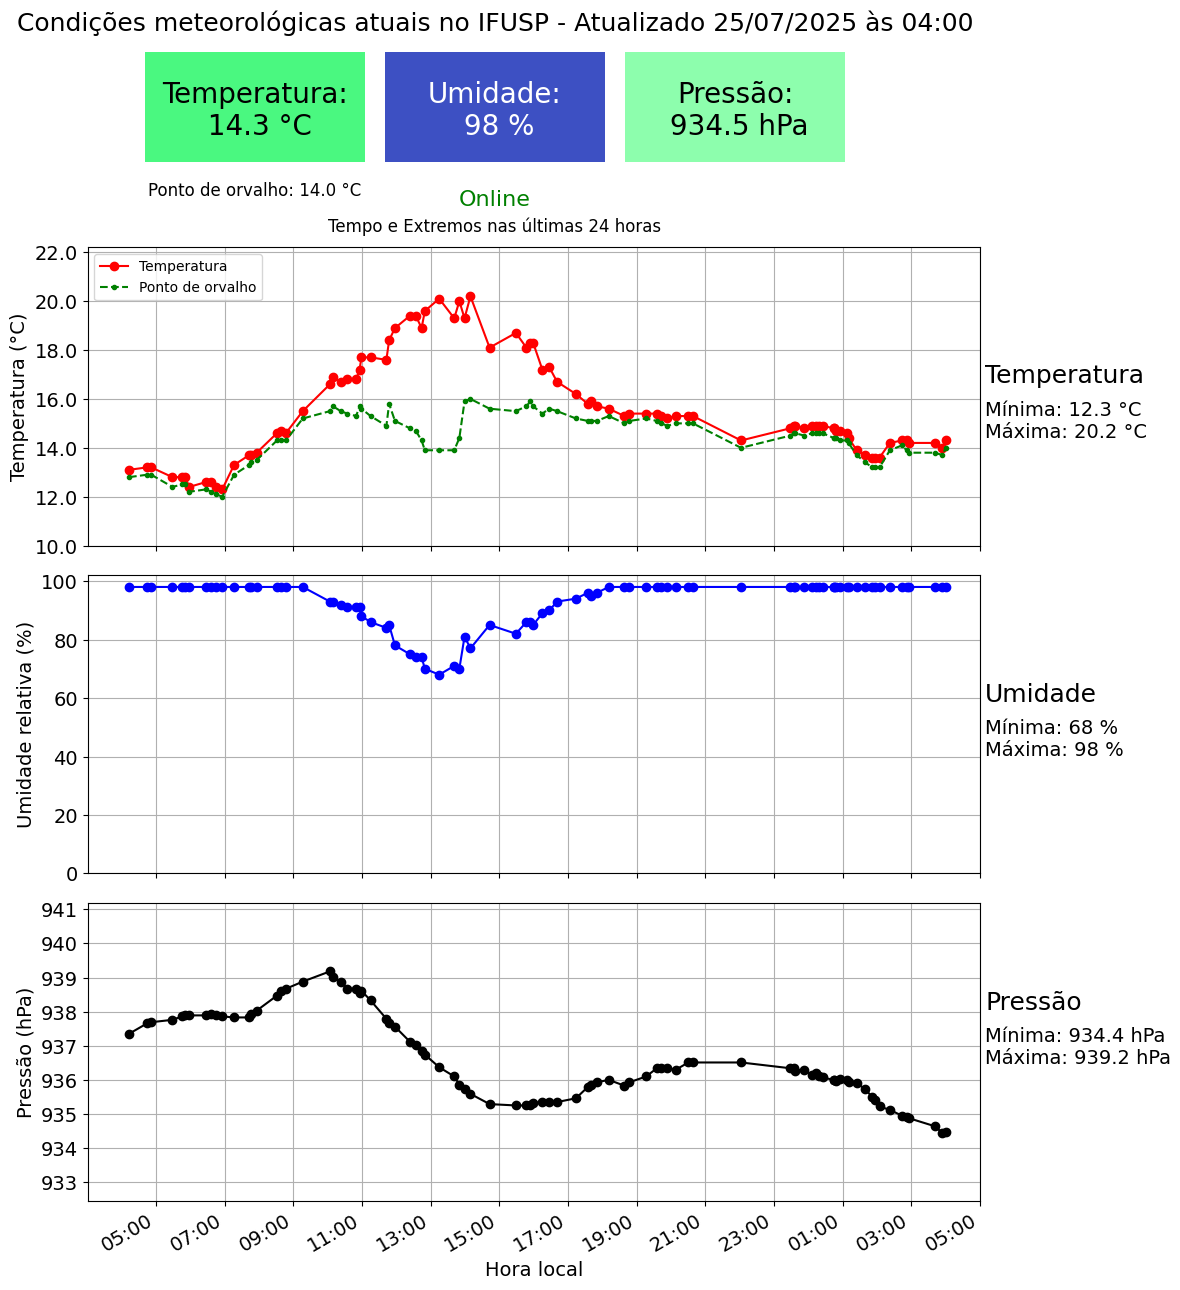 Condições meteorológicas atuais no IFUSP - Atualizado 25/07/2025 às 04:00
Temperatura:
14.3 °C
Umidade:
98 %
Pressão:
934.5 hPa
Ponto de orvalho: 14.0 °C
Online
Tempo e Extremos nas últimas 24 horas
Temperatura (°C)
22.0
20.0
18.0
16.0
14.0
12.0
10.0
Temperatura
Ponto de orvalho
Temperatura
Mínima: 12.3 °C
Máxima: 20.2 °C
Umidade relativa (%)
100
80
60
40
20
0
Umidade
Mínima: 68 %
Máxima: 98 %
Pressão (hPa)
941
940
939
938
937
936
935
934
933
Pressão
Mínima: 934.4 hPa
Máxima: 939.2 hPa
05:00 07:00 09:00 11:00 13:00 15:00 17:00 19:00 21:00 23:00 01:00 03:00 05:00
Hora local